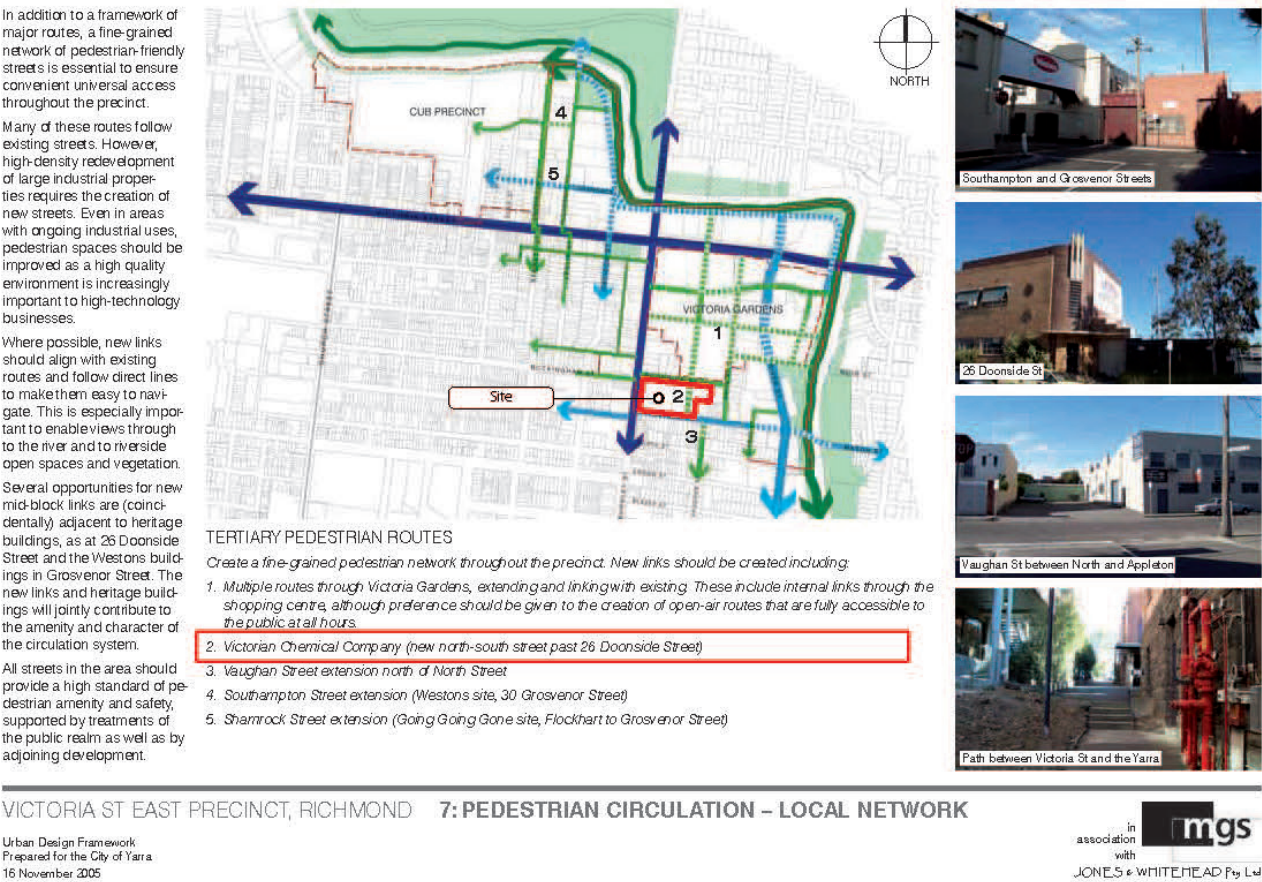 In addition to a framework of
major routes, a fine-grained
network of pedestrian-friendly
streets is essential to ensure
convenient universal access
throughout the precinct.
Many of these routes follow
existing streets. However,
high-density redevelopment
of large industrial proper-
ties requires the creation of
new streets. Even in areas
with ongoing industrial uses,
pedestrian spaces should be
improved as a high quality
environment is increasingly
important to high-technology
businesses.
Where possible, new links
should align with existing
routes and follow direct lines
to make them easy to navi-
gate. This is especially impor-
tant to enable views through
to the river and to riverside
open spaces and vegetation.
Several opportunities for new
mid-block links are (coinci-
dentally) adjacent to heritage
buildings, as at 26 Doonside
Street and the Westons build-
ings in Grosvenor Street. The
new links and heritage build-
ings will jointly contribute to
the amenity and character of
the circulation system.
All streets in the area should
provide a high standard of pe-
destrian amenity and safety,
supported by treatments of
the public realm as well as by
adjoining development.
NORTH
CUB PRECINCT
4
5
VICTORIA GARDENS
1
Site
2
3
TERTIARY PEDESTRIAN ROUTES
Create a fine-grained pedestrian network throughout the precinct. New links should be created including:
1. Multiple routes through Victoria Gardens, extending and linking with existing. These include internal links through the
shopping centre, although preference should be given to the creation of open-air routes that are fully accessible to
the public at all hours.
2. Victorian Chemical Company (new north-south street past 26 Doonside Street)
3. Vaughan Street extension north of North Street
4. Southampton Street extension (Westons site, 30 Grosvenor Street)
5. Shamrock Street extension (Going Going Gone site, Flockhart to Grosvenor Street)
Southampton and Grosvenor Streets
26 Doonside St
Vaughan St between North and Appleton
Path between Victoria St and the Yarra
VICTORIA ST EAST PRECINCT, RICHMOND 7: PEDESTRIAN CIRCULATION – LOCAL NETWORK
Urban Design Framework
Prepared for the City of Yarra
16 November 2005
in
association
with
mgs
JONES & WHITEHEAD Pty Ltd